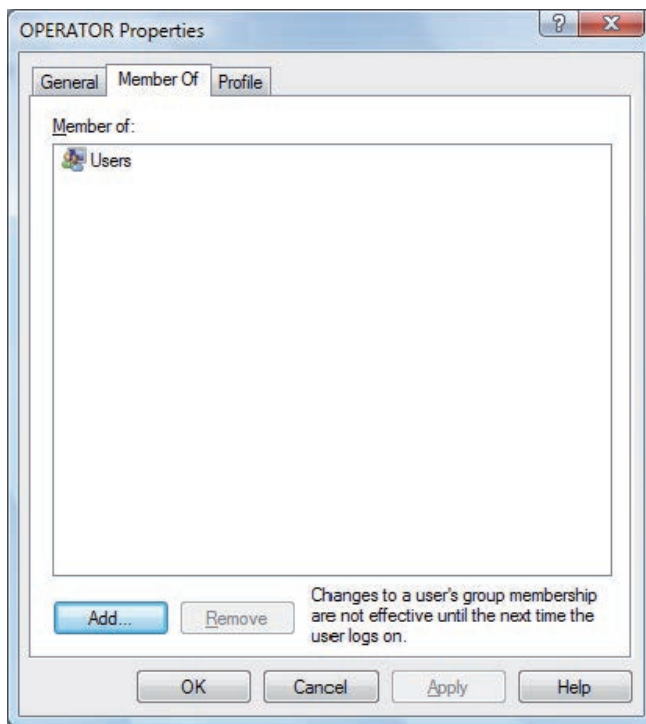 OPERATOR Properties
General Member Of Profile
Member of:
Users
Add... Remove
Changes to a user's group membership
are not effective until the next time the
user logs on.
OK Cancel Apply Help